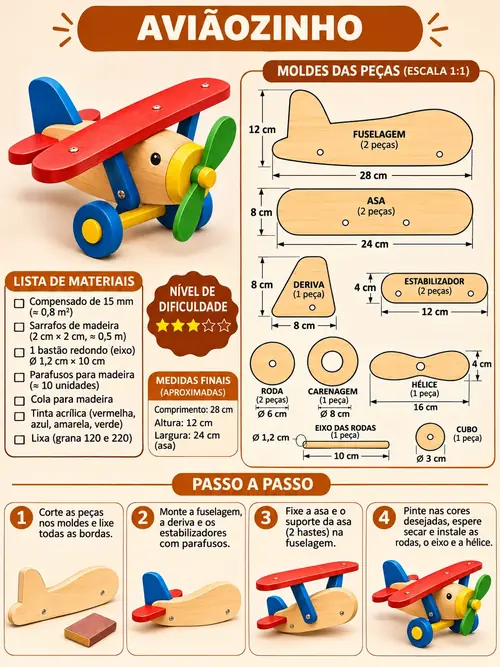 AVIÃOZINHO
MOLDES DAS PEÇAS (ESCALA 1:1)
12 cm
FUSELAGEM
(2 peças)
28 cm
8 cm
ASA
(2 peças)
24 cm
8 cm
DERIVA
(1 peça)
8 cm
4 cm
ESTABILIZADOR
(2 peças)
12 cm
RODA
(2 peças)
Ø 6 cm
CARENAGEM
(1 peça)
Ø 8 cm
HÉLICE
(1 peça)
4 cm
16 cm
EIXO DAS RODAS
(1 peça)
Ø 1,2 cm
10 cm
CUBO
(1 peça)
Ø 3 cm
LISTA DE MATERIAIS
Compensado de 15 mm
(≈ 0,8 m²)
Sarrafos de madeira
(2 cm × 2 cm, ≈ 0,5 m)
1 bastão redondo (eixo)
Ø 1,2 cm × 10 cm
Parafusos para madeira
(≈ 10 unidades)
Cola para madeira
Tinta acrílica (vermelha,
azul, amarela, verde)
Lixa (grana 120 e 220)
NÍVEL DE
DIFICULDADE
MEDIDAS FINAIS
(APROXIMADAS)
Comprimento: 28 cm
Altura: 12 cm
Largura: 24 cm
(asa)
PASSO A PASSO
1
Corte as peças
nos moldes e lixe
todas as bordas.
2
Monte a fuselagem,
a deriva e os
estabilizadores
com parafusos.
3
Fixe a asa e o
suporte da asa
(2 hastes) na
fuselagem.
4
Pinte nas cores
desejadas, espere
secar e instale as
rodas, o eixo e a hélice.